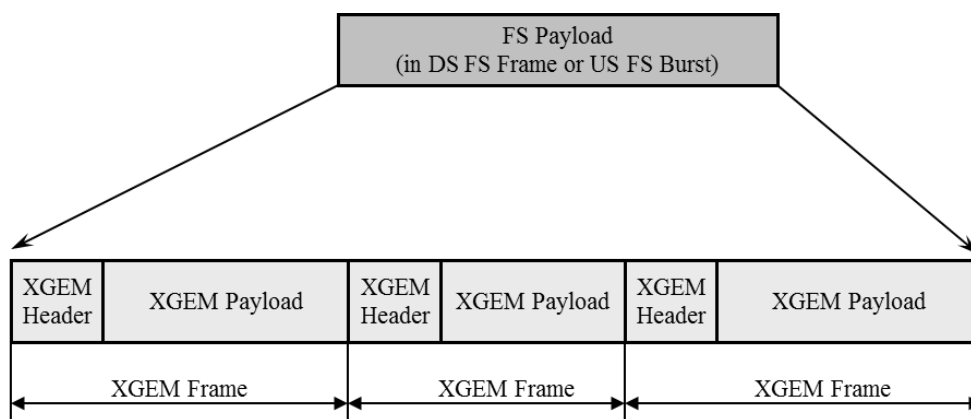 FS Payload
(in DS FS Frame or US FS Burst)
XGEM
Header
XGEM Payload
XGEM
Header
XGEM Payload
XGEM
Header
XGEM Payload
XGEM Frame
XGEM Frame
XGEM Frame